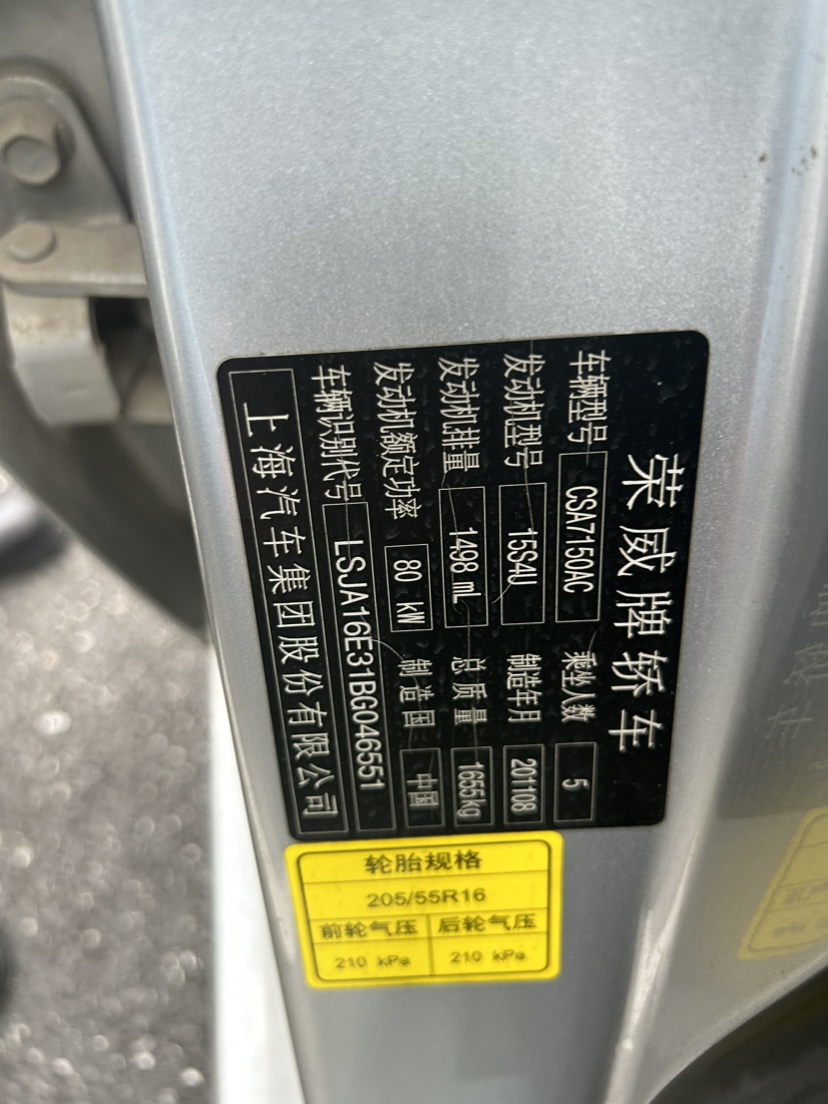 荣威牌轿车
车辆型号 CSA7150AC 乘坐人数 5
发动机型号 15S4U 制造年月 201108
发动机排量 1498 mL 总质量 1655kg
发动机额定功率 80 kW 制造国 中国
车辆识别代号 LSJA16E31BG046551
上海汽车集团股份有限公司
轮胎规格
205/55R16
前轮气压 后轮气压
210 kPa 210 kPa